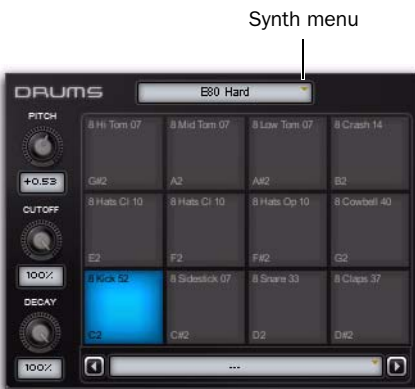 Synth menu
DRUMS
E80 Hard
PITCH
+0.53
CUTOFF
100%
DECAY
100%
8 Hi Tom 07
G#2
8 Mid Tom 07
A2
8 Low Tom 07
A#2
8 Crash 14
B2
8 Hats Cl 10
E2
8 Hats Cl 10
F2
8 Hats Op 10
F#2
8 Cowbell 40
G2
8 Kick 52
C2
8 Sidestick 07
C#2
8 Snare 33
D2
8 Claps 37
D#2
---